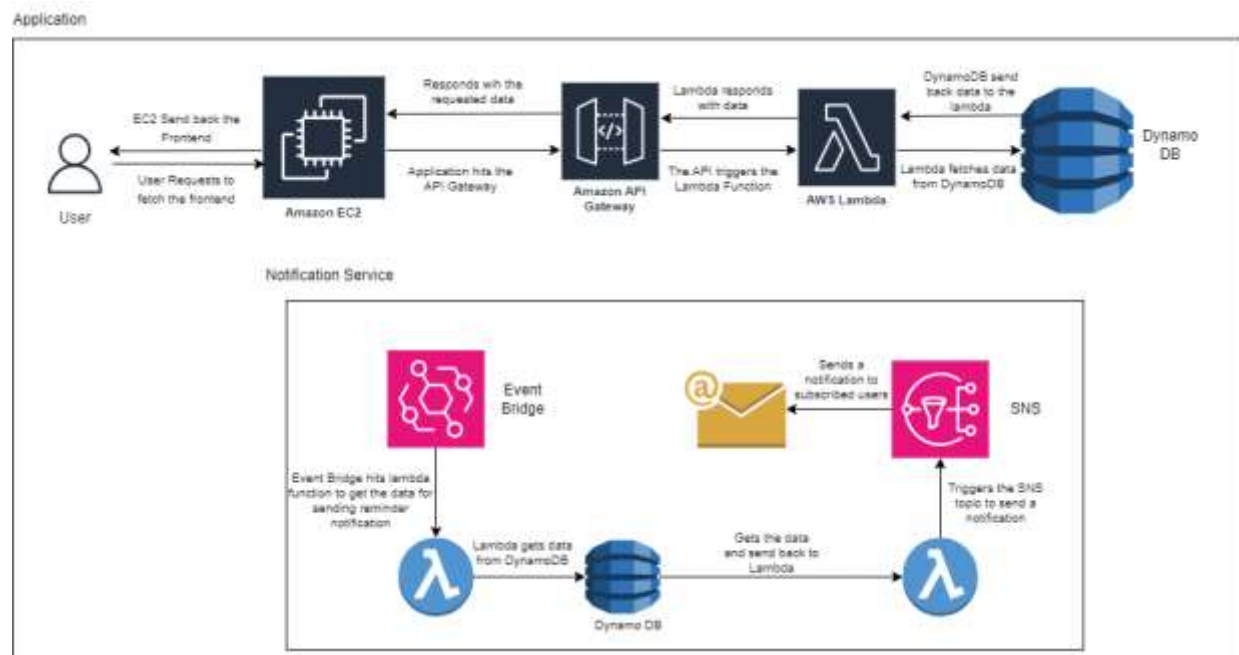 Application
EC2 Send back the
Frontend
User Requests to
fetch the frontend
User
Amazon EC2
Responds wih the
requested data
Application hits the
API Gateway
Amazon API
Gateway
Lambda responds
with data
The API triggers the
Lambda Function
AWS Lambda
DynamoDB send
back data to the
lambda
Lambda fetches data
from DynamoDB
Dynamo
DB
Notification Service
Event
Bridge
Event Bridge hits lambda
function to get the data for
sending reminder
notification
Lambda gets data
from DynamoDB
Dynamo DB
Gets the data
and send back to
Lambda
Triggers the SNS
topic to send a
notification
SNS
Sends a
notification to
subscribed users
@